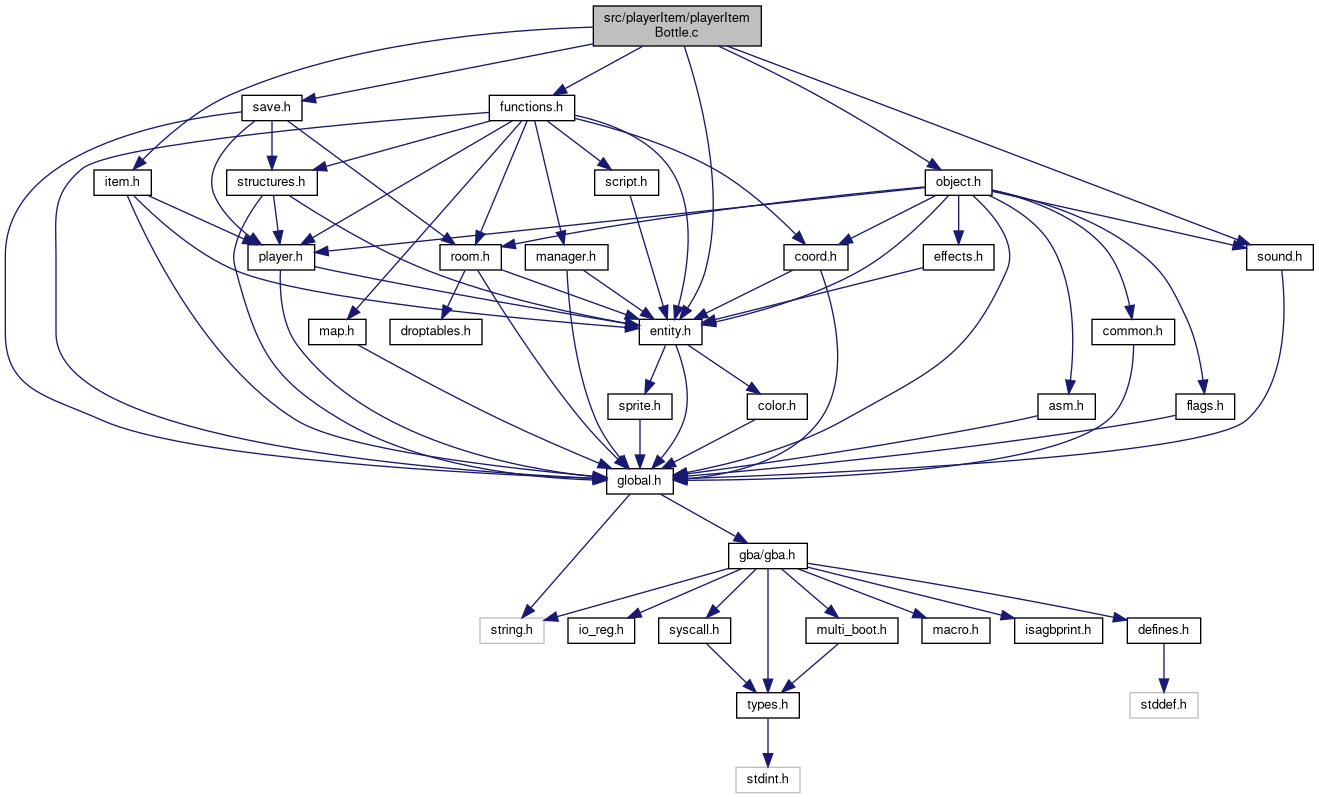 src/playerItem/playerItem
Bottle.c
save.h
functions.h
item.h
structures.h
script.h
object.h
player.h
room.h
manager.h
coord.h
effects.h
sound.h
map.h
droptables.h
entity.h
common.h
sprite.h
color.h
asm.h
flags.h
global.h
gba/gba.h
string.h
io_reg.h
syscall.h
multi_boot.h
macro.h
isagbprint.h
defines.h
types.h
stddef.h
stdint.h